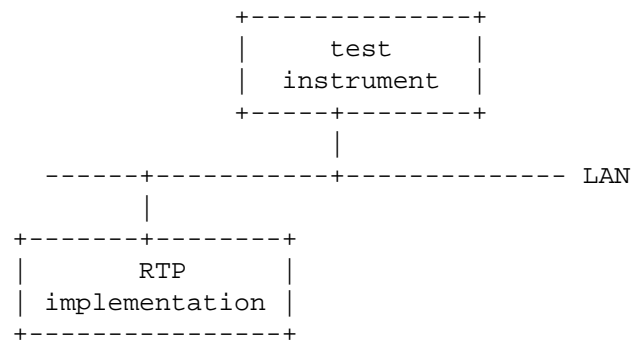 +--------------+
| test |
| instrument |
+-----+--------+
|
------+-----------+-------------- LAN
|
+-------+--------+
| RTP |
| implementation |
+----------------+